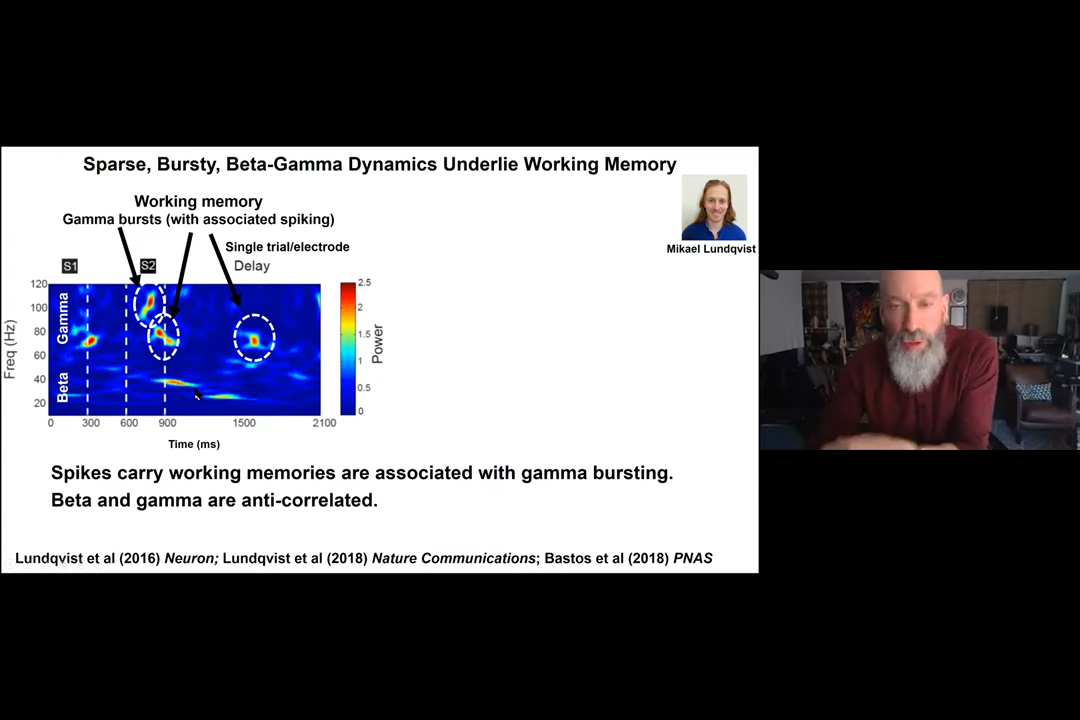 Sparse, Bursty, Beta-Gamma Dynamics Underlie Working Memory
Working memory
Gamma bursts (with associated spiking)
Single trial/electrode
Mikael Lundqvist
S1
S2
Delay
120
100
80
60
40
20
Freq (Hz)
Gamma
Beta
2.5
2
1.5
1
0.5
0
Power
0 300 600 900 1500 2100
Time (ms)
Spikes carry working memories are associated with gamma bursting.
Beta and gamma are anti-correlated.
Lundqvist et al (2016) Neuron; Lundqvist et al (2018) Nature Communications; Bastos et al (2018) PNAS